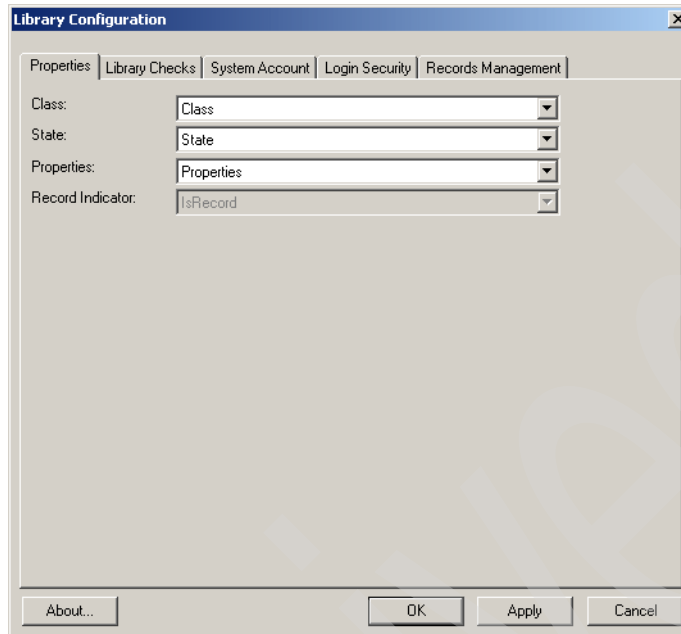 Library Configuration
Properties Library Checks System Account Login Security Records Management
Class: Class
State: State
Properties: Properties
Record Indicator: IsRecord
About... OK Apply Cancel